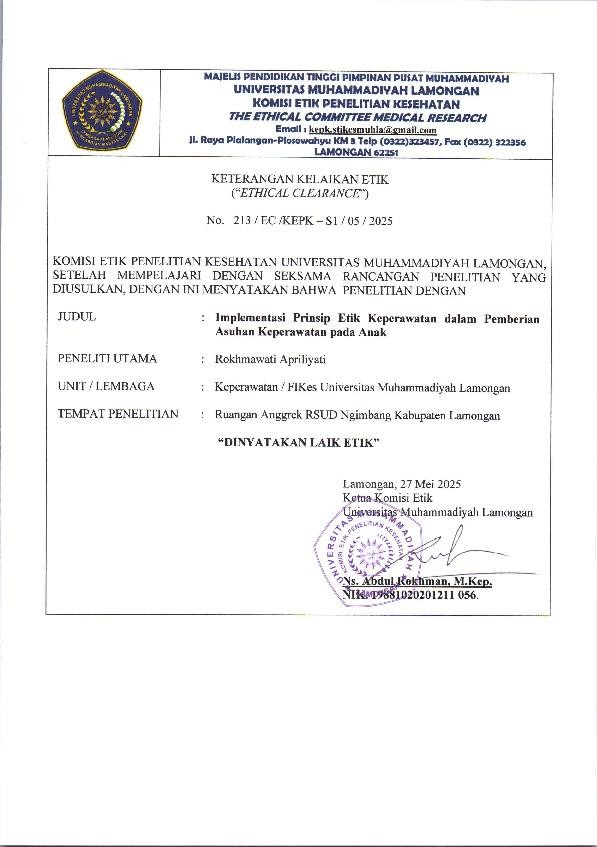 MAJELIS PENDIDIKAN TINGGI PIMPINAN PUSAT MUHAMMADIYAH
UNIVERSITAS MUHAMMADIYAH LAMONGAN
KOMISI ETIK PENELITIAN KESEHATAN
THE ETHICAL COMMITTEE MEDICAL RESEARCH
Email : kepk.stikesmuhla@gmail.com
Jl. Raya Plalangan-Plosowahyu KM 3 Telp (0322)323457, Fax (0322) 322356
LAMONGAN 62251
KETERANGAN KELAIKAN ETIK
("ETHICAL CLEARANCE")
No. 213 / EC /KEPK – S1 / 05 / 2025
KOMISI ETIK PENELITIAN KESEHATAN UNIVERSITAS MUHAMMADIYAH LAMONGAN,
SETELAH MEMPELAJARI DENGAN SEKSAMA RANCANGAN PENELITIAN YANG
DIUSULKAN, DENGAN INI MENYATAKAN BAHWA PENELITIAN DENGAN
JUDUL : Implementasi Prinsip Etik Keperawatan dalam Pemberian
Asuhan Keperawatan pada Anak
PENELITI UTAMA : Rokhmawati Apriliyati
UNIT / LEMBAGA : Keperawatan / FIKes Universitas Muhammadiyah Lamongan
TEMPAT PENELITIAN : Ruangan Anggrek RSUD Ngimbang Kabupaten Lamongan
"DINYATAKAN LAIK ETIK"
Lamongan, 27 Mei 2025
Ketua Komisi Etik
Universitas Muhammadiyah Lamongan
UNIVERSITAS MUHAMMADIYAH
KOMISI ETIK PENELITIAN KESEHATAN
Ns. Abdul Rokhman, M.Kep.
NIK. 19881020201211 056.